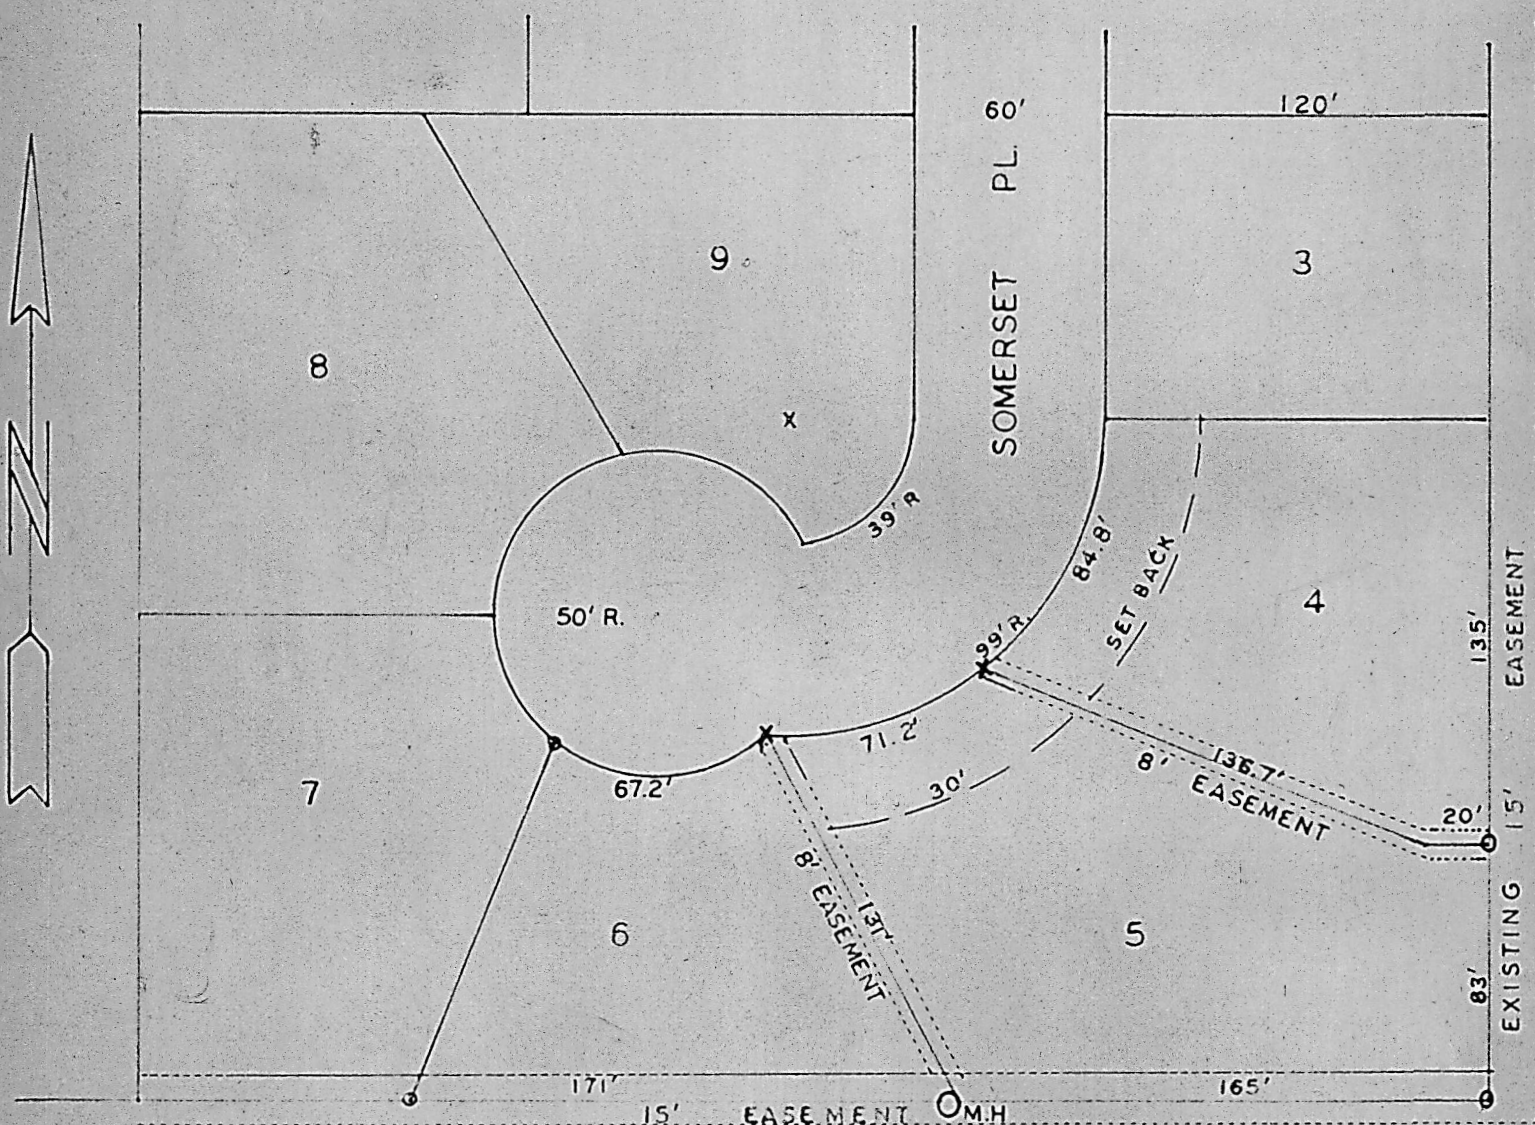 60'
120'
SOMERSET PL.
9
3
8
X
39' R
84.8'
SET BACK
4
50' R.
99' R.
135'
71.2'
30'
67.2'
7
8' EASEMENT
20'
8' EASEMENT
131'
6
5
83'
EXISTING 15' EASEMENT
N
171'
165'
15' EASEMENT
M.H